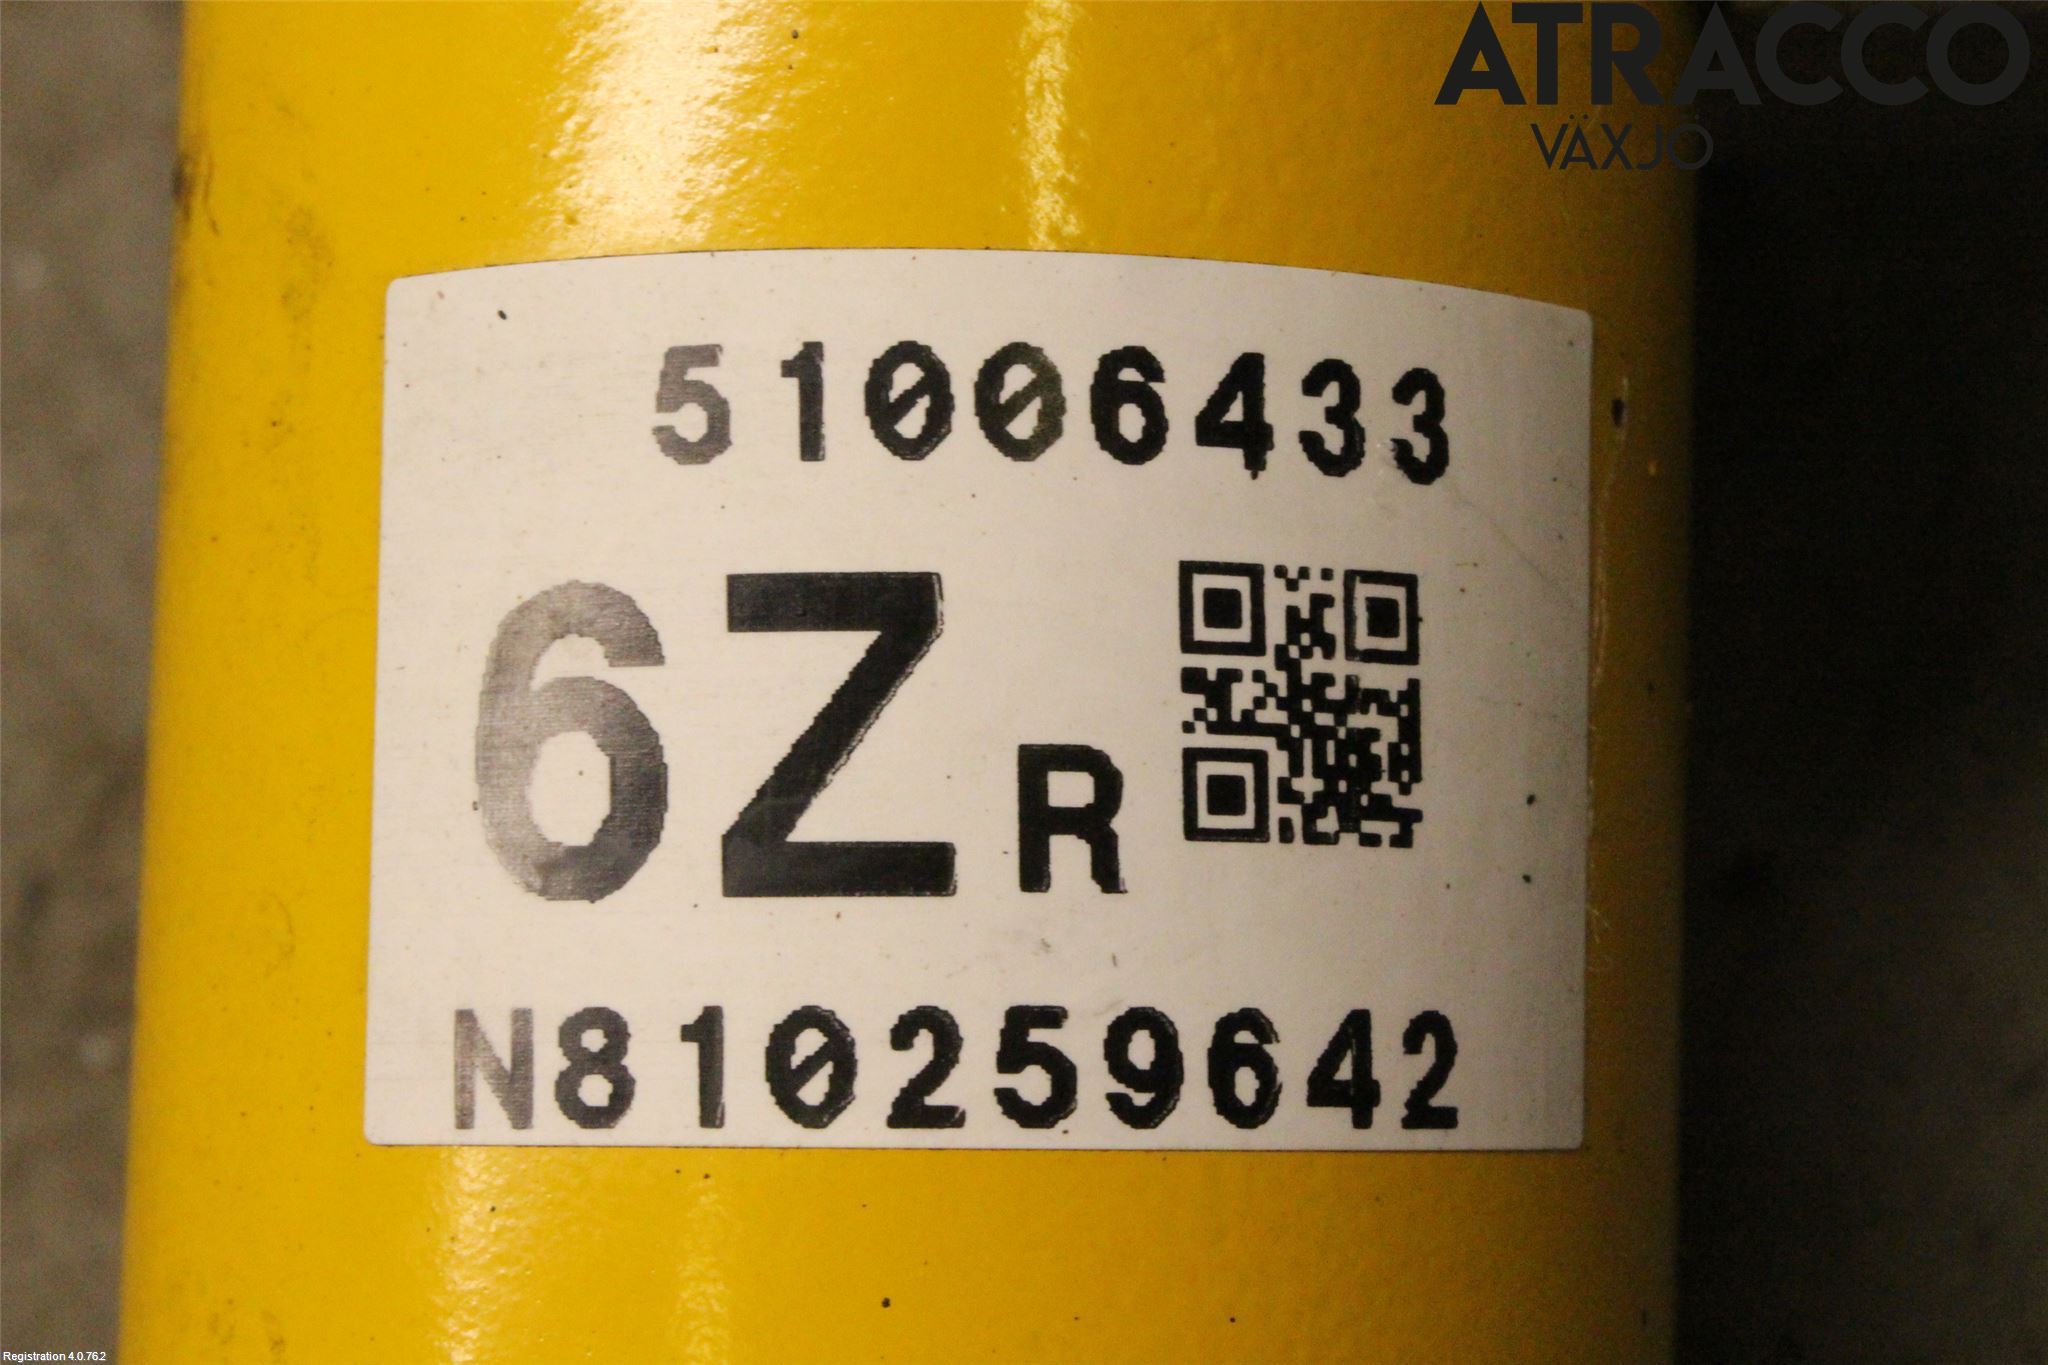 ATRACCO
VÄXJÖ
51006433
6Z R
N810259642
Registration 4.0.76.2